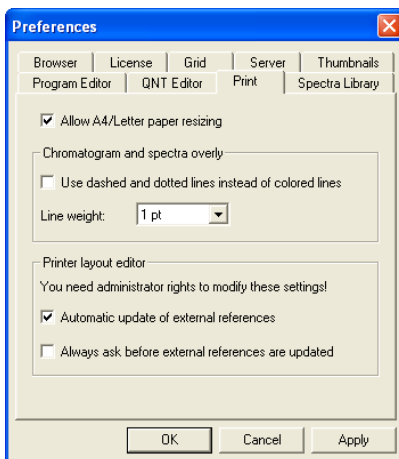 Preferences
Browser License Grid Server Thumbnails
Program Editor QNT Editor Print Spectra Library
Allow A4/Letter paper resizing
Chromatogram and spectra overly
Use dashed and dotted lines instead of colored lines
Line weight: 1 pt
Printer layout editor
You need administrator rights to modify these settings!
Automatic update of external references
Always ask before external references are updated
OK Cancel Apply